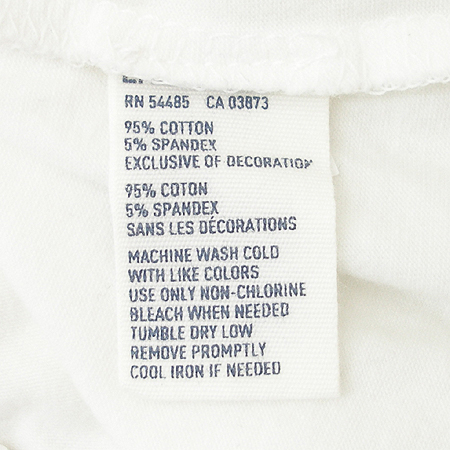 RN 54485 CA 03873
95% COTTON
5% SPANDEX
EXCLUSIVE OF DECORATION
95% COTON
5% SPANDEX
SANS LES DÉCORATIONS
MACHINE WASH COLD
WITH LIKE COLORS
USE ONLY NON-CHLORINE
BLEACH WHEN NEEDED
TUMBLE DRY LOW
REMOVE PROMPTLY
COOL IRON IF NEEDED